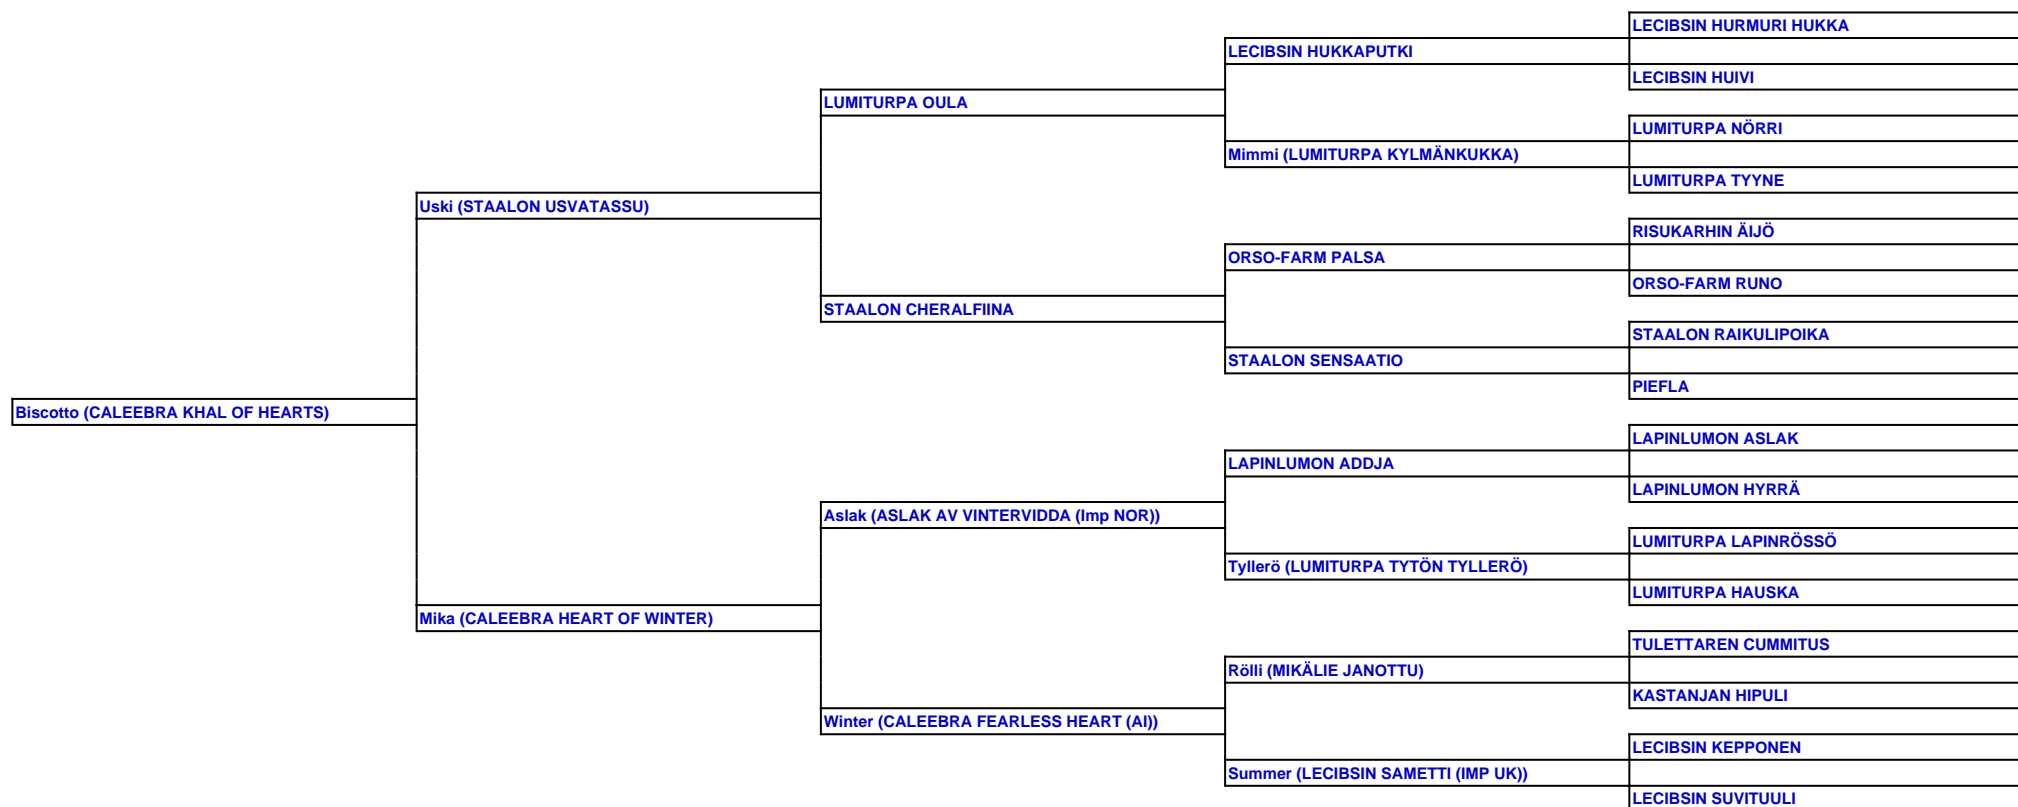 LECIBSIN HURMURI HUKKA
LECIBSIN HUKKAPUTKI
LECIBSIN HUIVI
LUMITURPA OULA
LUMITURPA NÖRRI
Mimmi (LUMITURPA KYLMÄNKUKKA)
LUMITURPA TYYNE
Uski (STAALON USVATASSU)
RISUKARHIN ÄIJÖ
ORSO-FARM PALSA
ORSO-FARM RUNO
STAALON CHERALFIINA
STAALON RAIKULIPOIKA
STAALON SENSAATIO
PIEFLA
Biscotto (CALEEBRA KHAL OF HEARTS)
LAPINLUMON ASLAK
LAPINLUMON ADDJA
LAPINLUMON HYRRÄ
Aslak (ASLAK AV VINTERVIDDA (Imp NOR))
LUMITURPA LAPINRÖSSÖ
Tyllerö (LUMITURPA TYTÖN TYLLERÖ)
LUMITURPA HAUSKA
Mika (CALEEBRA HEART OF WINTER)
TULETTAREN CUMMITUS
Rölli (MIKÄLIE JANOTTU)
KASTANJAN HIPULI
Winter (CALEEBRA FEARLESS HEART (AI))
LECIBSIN KEPPONEN
Summer (LECIBSIN SAMETTI (IMP UK))
LECIBSIN SUVITUULI